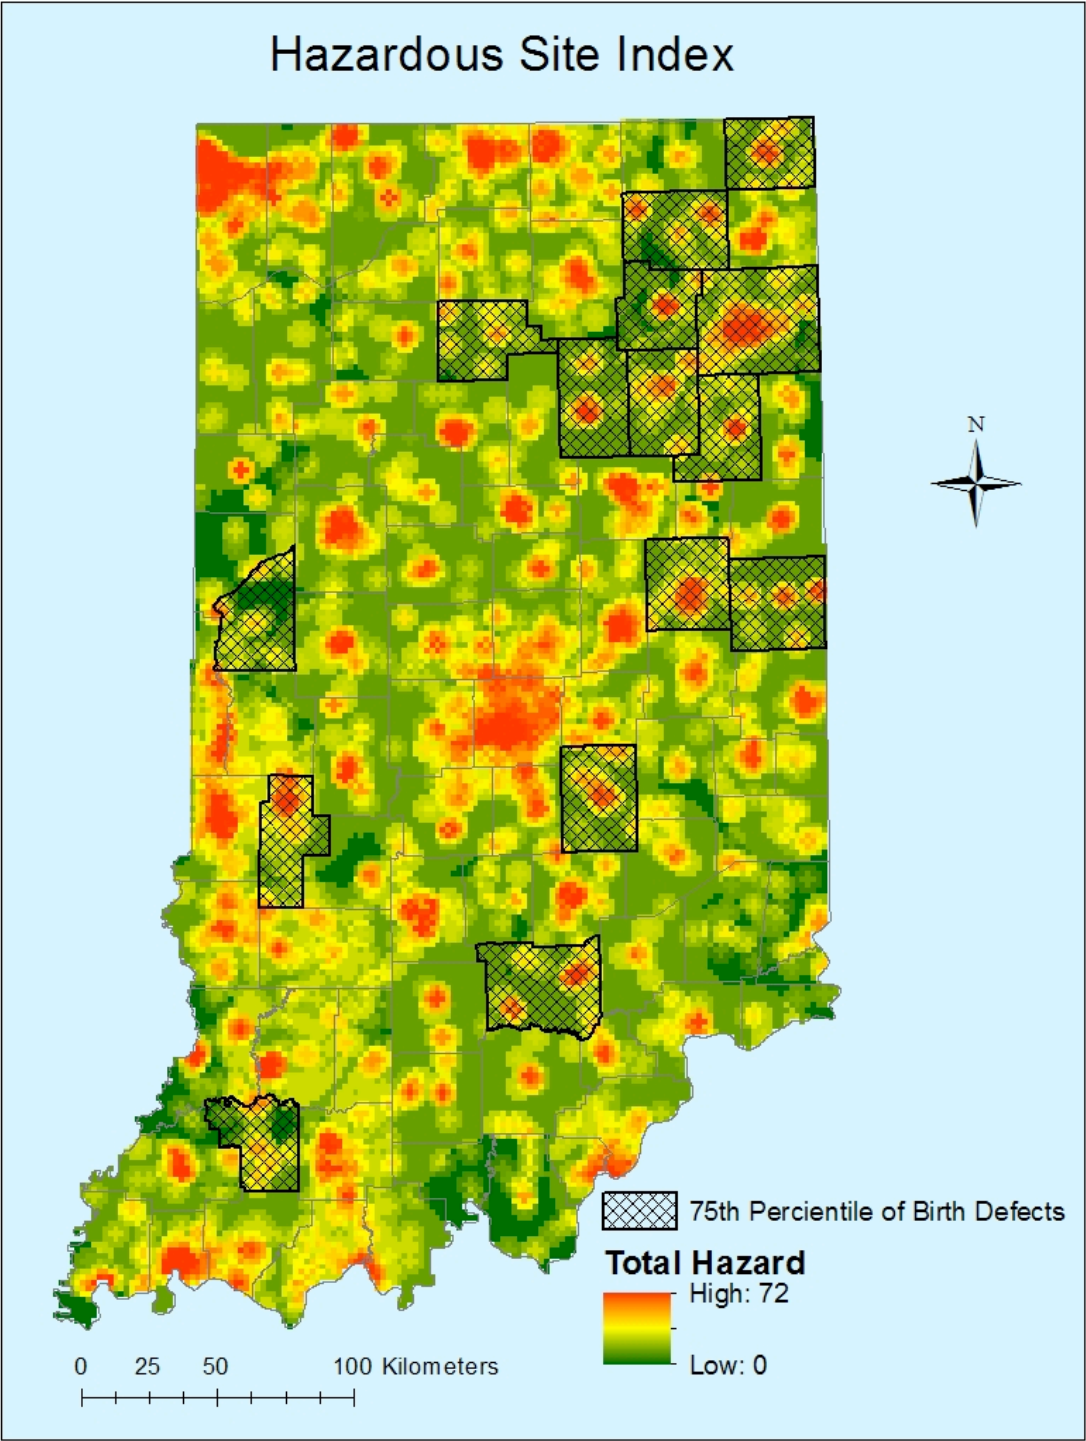 Hazardous Site Index
N
75th Percientile of Birth Defects
Total Hazard
High: 72
Low: 0
0 25 50 100 Kilometers